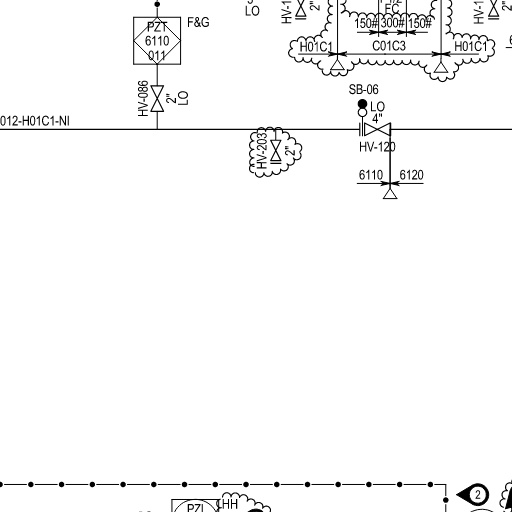 LO
HV-1
2"
FC
2"
HV-1
150# 300# 150#
H01C1
C01C3
H01C1
PZT
6110
011
F&G
HV-086
2"
LO
SB-06
LO
4"
012-H01C1-NI
HV-203
2"
HV-120
6110
6120
2
PZI
HH